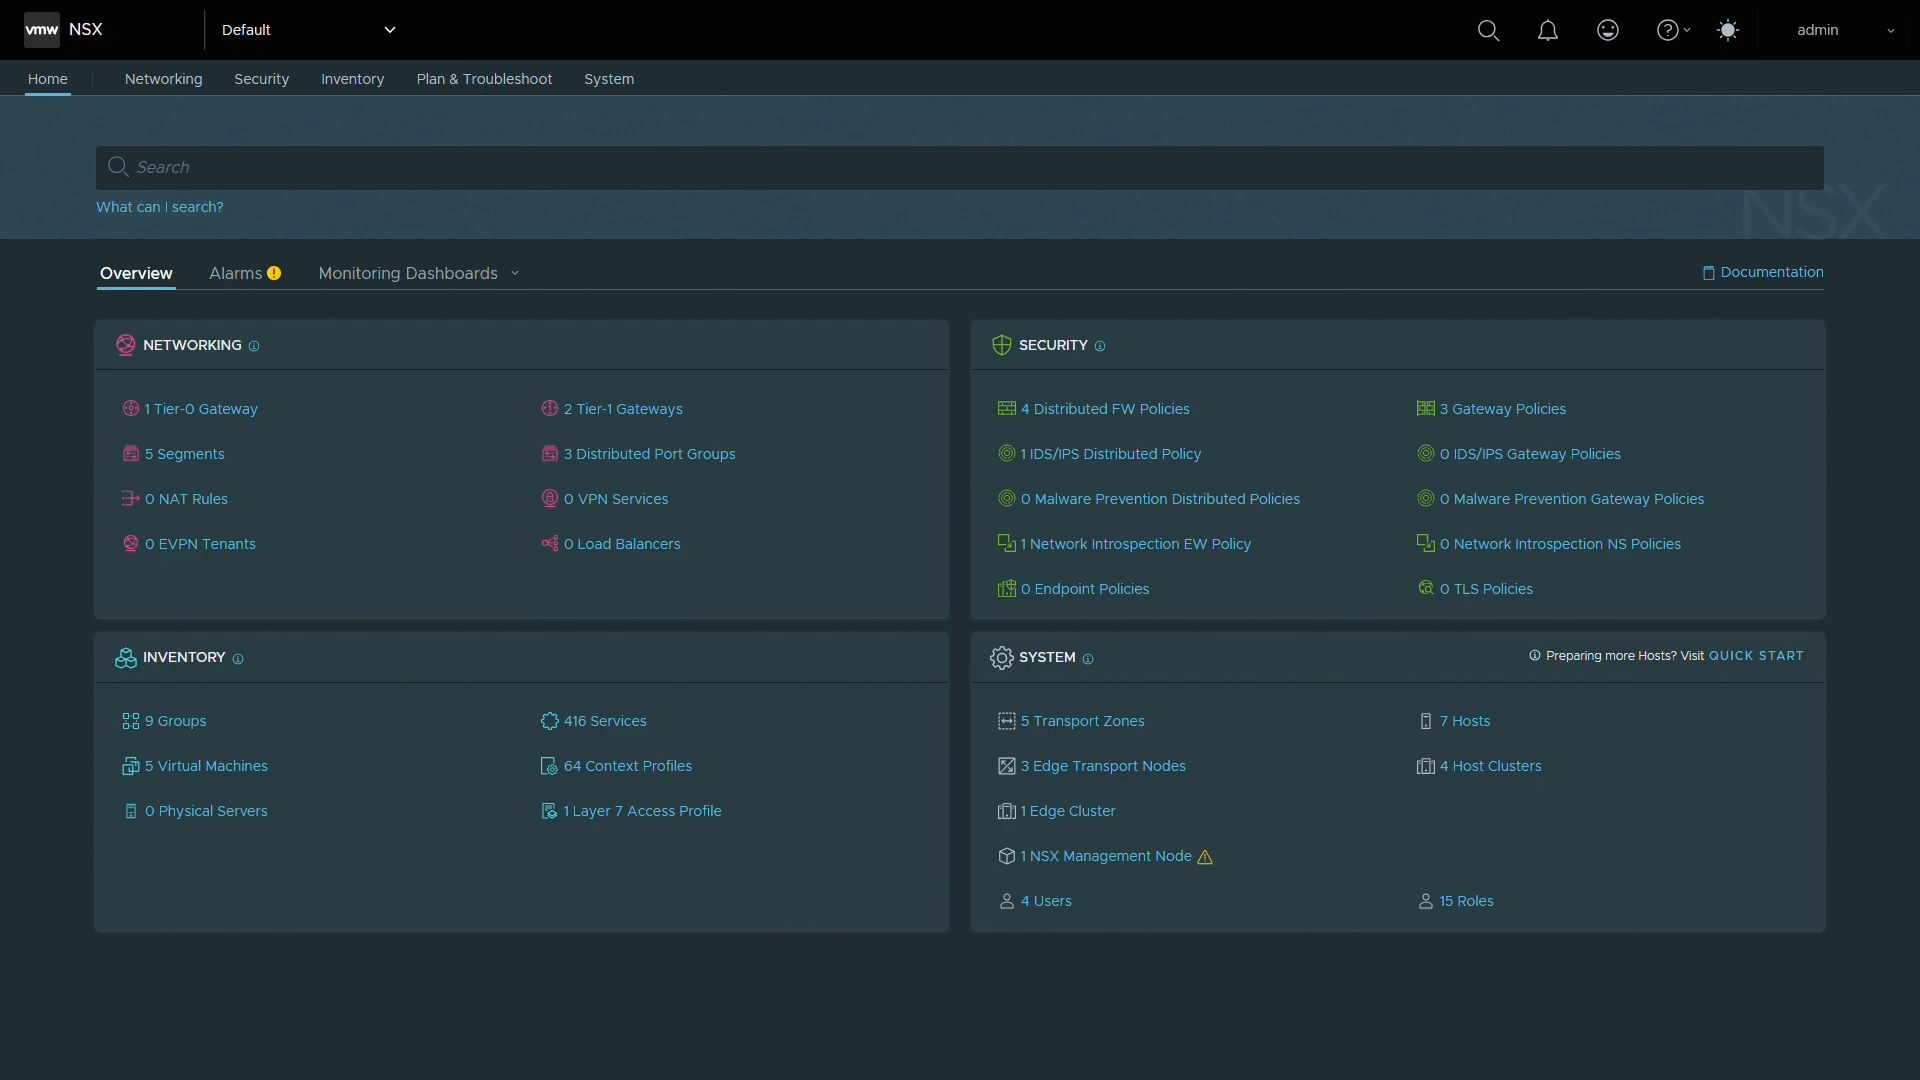 vmw NSX Default admin
Home Networking Security Inventory Plan & Troubleshoot System
Search
What can I search?
NSX
Overview Alarms Monitoring Dashboards Documentation
NETWORKING
1 Tier-0 Gateway 2 Tier-1 Gateways
5 Segments 3 Distributed Port Groups
0 NAT Rules 0 VPN Services
0 EVPN Tenants 0 Load Balancers
SECURITY
4 Distributed FW Policies 3 Gateway Policies
1 IDS/IPS Distributed Policy 0 IDS/IPS Gateway Policies
0 Malware Prevention Distributed Policies 0 Malware Prevention Gateway Policies
1 Network Introspection EW Policy 0 Network Introspection NS Policies
0 Endpoint Policies 0 TLS Policies
INVENTORY
9 Groups 416 Services
5 Virtual Machines 64 Context Profiles
0 Physical Servers 1 Layer 7 Access Profile
SYSTEM Preparing more Hosts? Visit QUICK START
5 Transport Zones 7 Hosts
3 Edge Transport Nodes 4 Host Clusters
1 Edge Cluster
1 NSX Management Node
4 Users 15 Roles